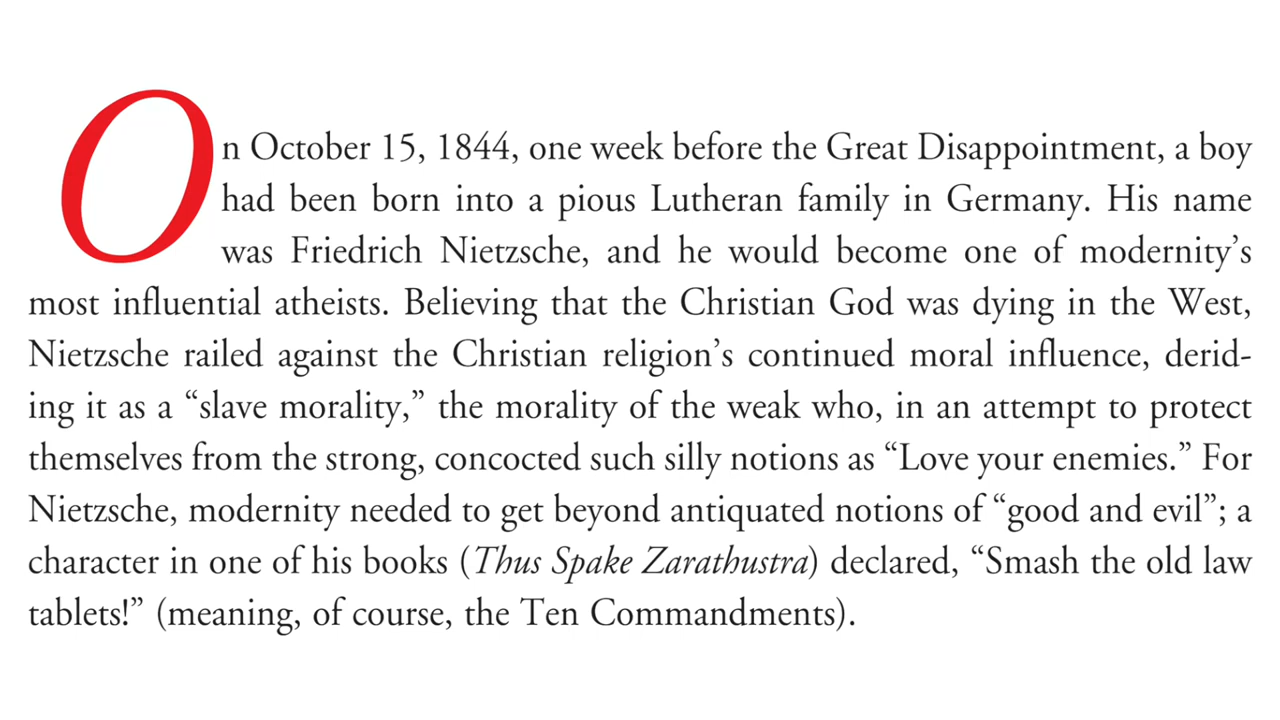 On October 15, 1844, one week before the Great Disappointment, a boy
had been born into a pious Lutheran family in Germany. His name
was Friedrich Nietzsche, and he would become one of modernity’s
most influential atheists. Believing that the Christian God was dying in the West,
Nietzsche railed against the Christian religion’s continued moral influence, derid-
ing it as a “slave morality,” the morality of the weak who, in an attempt to protect
themselves from the strong, concocted such silly notions as “Love your enemies.” For
Nietzsche, modernity needed to get beyond antiquated notions of “good and evil”; a
character in one of his books (Thus Spake Zarathustra) declared, “Smash the old law
tablets!” (meaning, of course, the Ten Commandments).